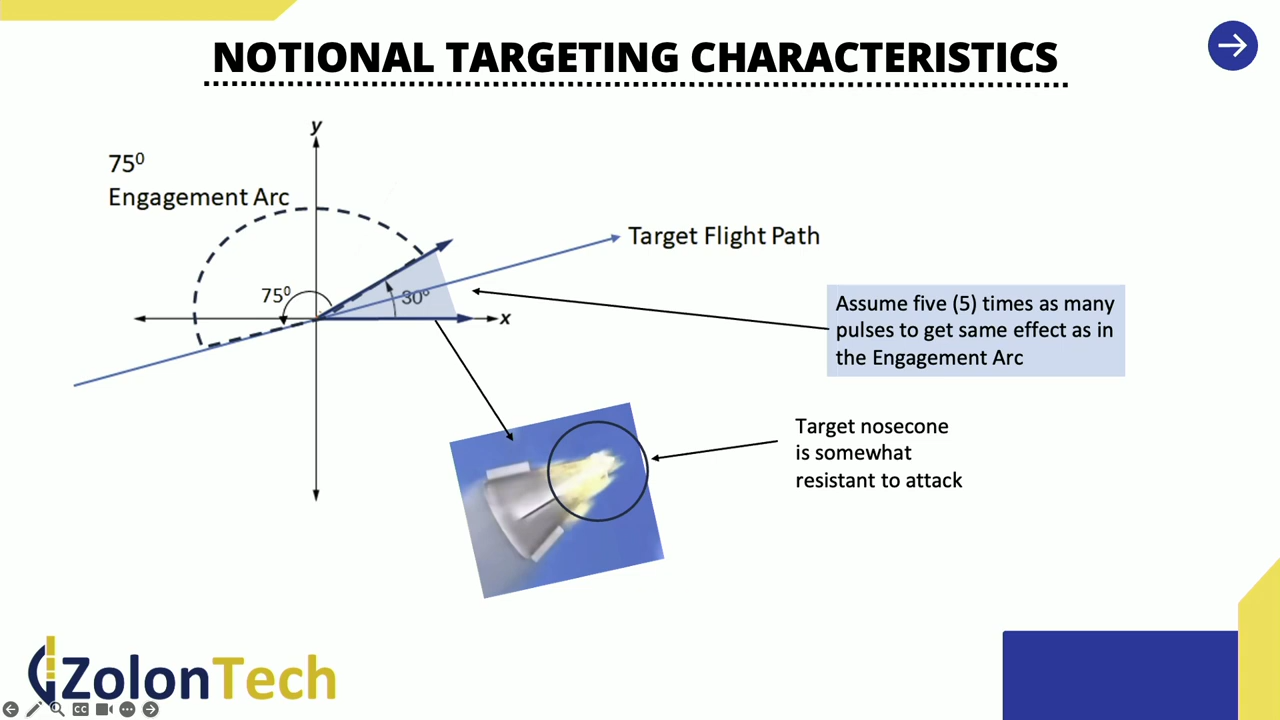 NOTIONAL TARGETING CHARACTERISTICS
y
75⁰
Engagement Arc
Target Flight Path
75⁰
30°
x
Assume five (5) times as many
pulses to get same effect as in
the Engagement Arc
Target nosecone
is somewhat
resistant to attack
ZolonTech
CC